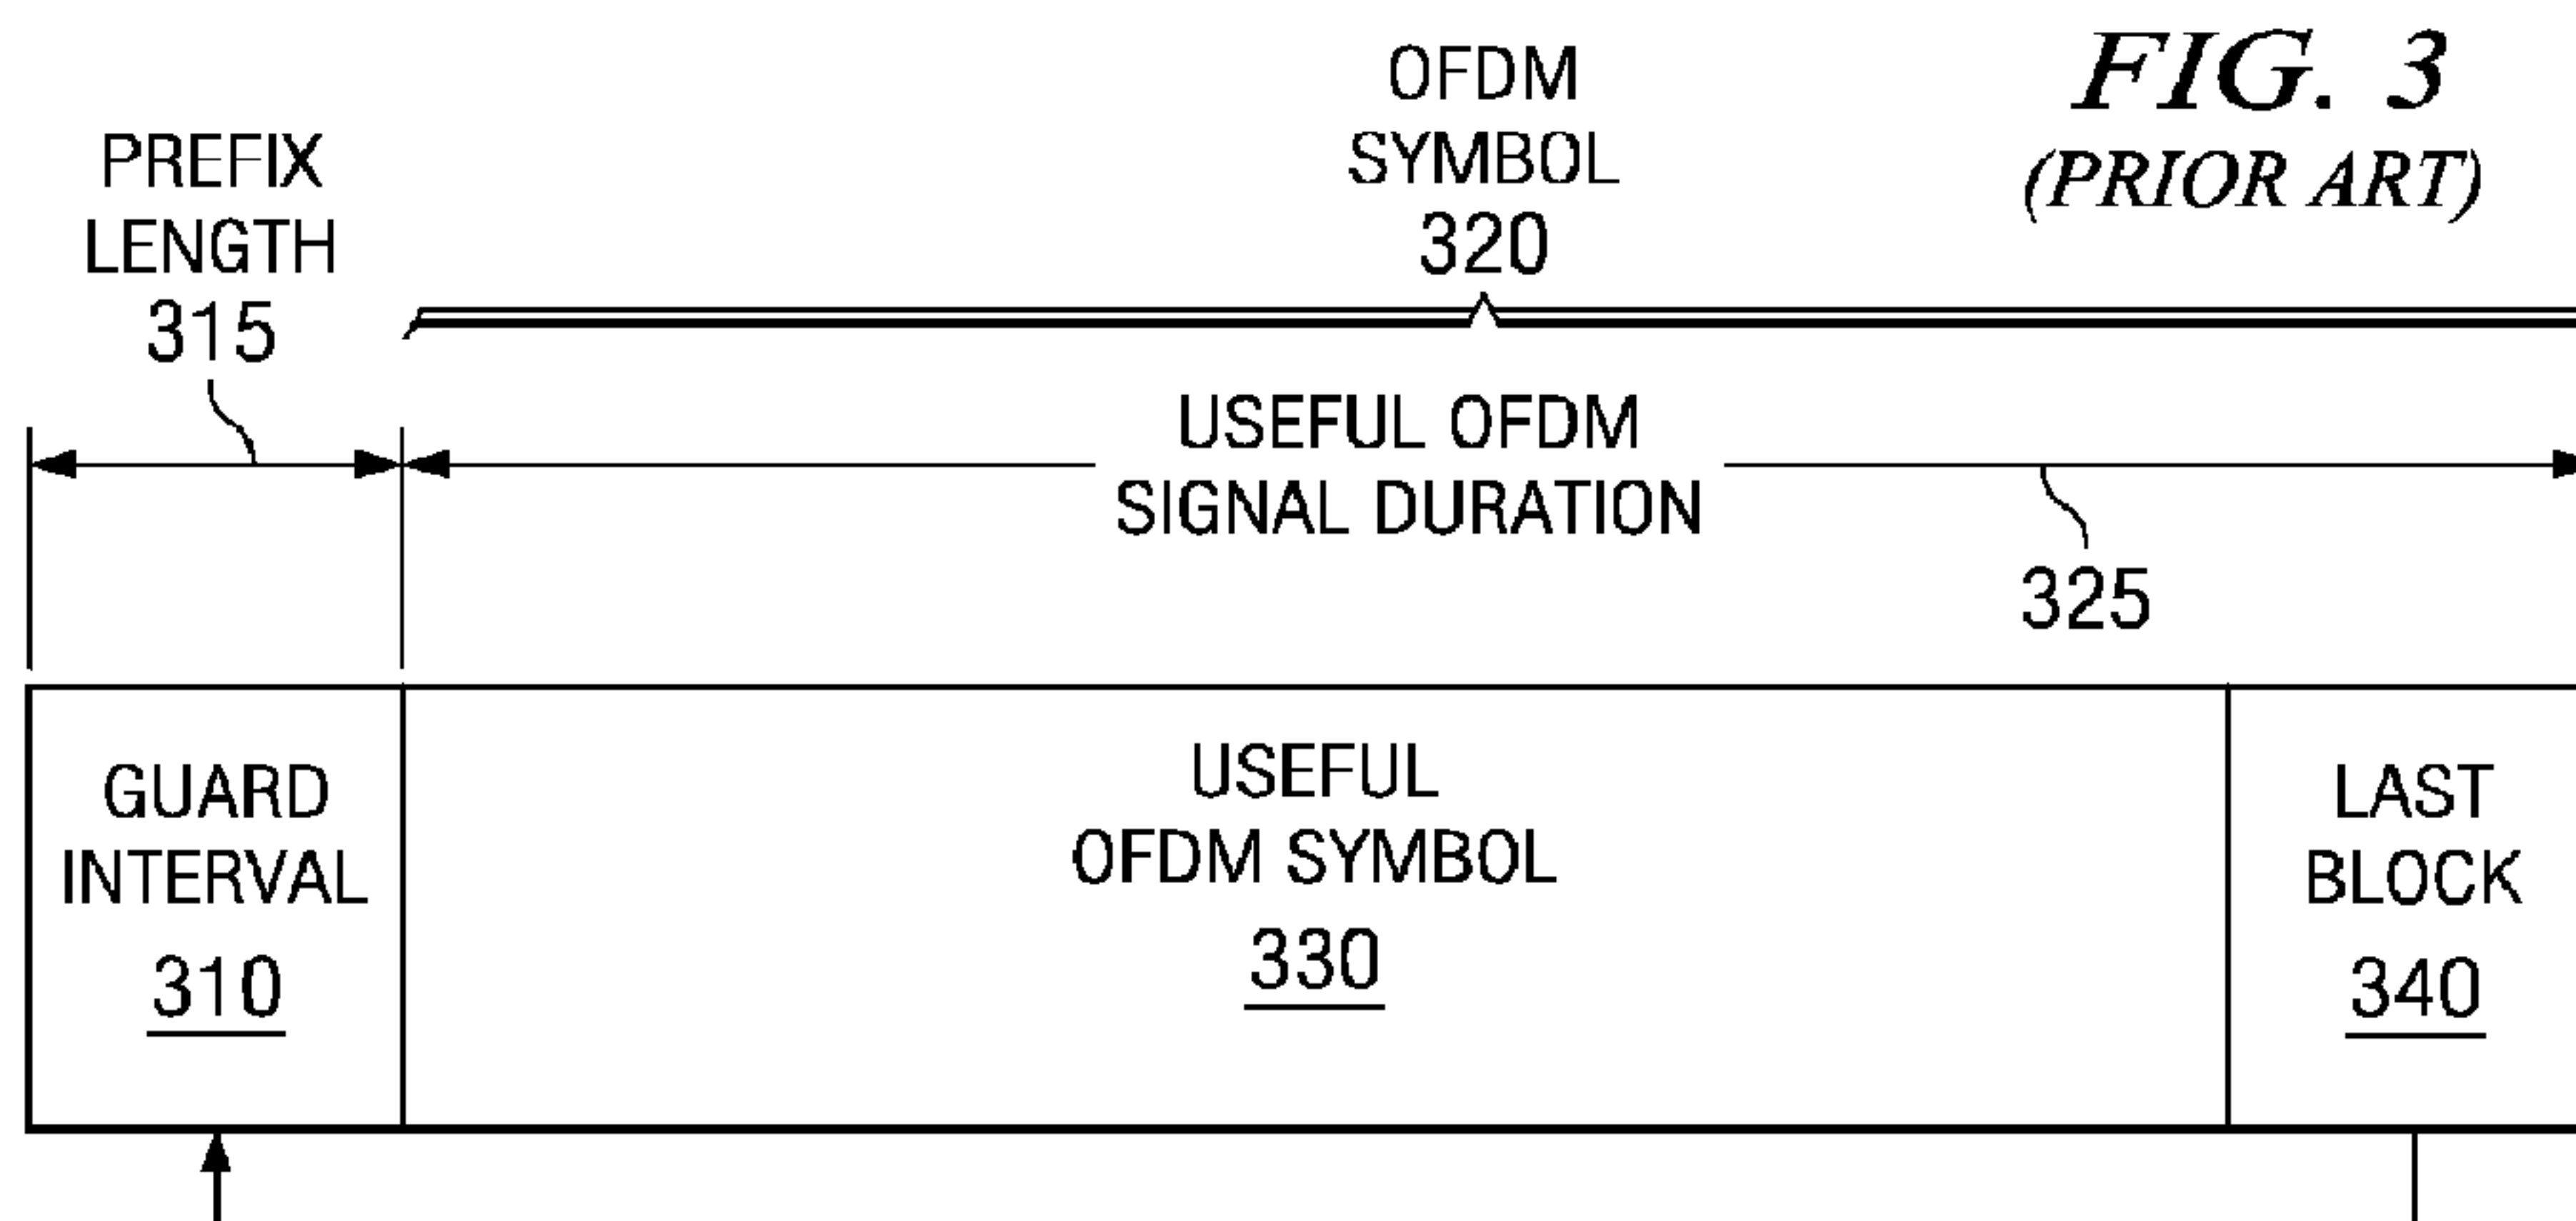 FIG. 3
(PRIOR ART)
OFDM
SYMBOL
320
PREFIX
LENGTH
315
USEFUL OFDM
SIGNAL DURATION
325
GUARD
INTERVAL
310
USEFUL
OFDM SYMBOL
330
LAST
BLOCK
340